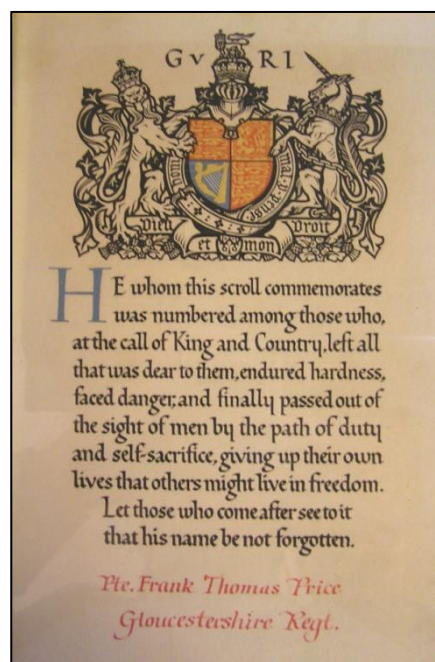 GV RI
Dieu et mon Droit
HE whom this scroll commemorates
was numbered among those who,
at the call of King and Country, left all
that was dear to them, endured hardness,
faced danger, and finally passed out of
the sight of men by the path of duty
and self-sacrifice, giving up their own
lives that others might live in freedom.
Let those who come after see to it
that his name be not forgotten.
Pte. Frank Thomas Price
Gloucestershire Regt.